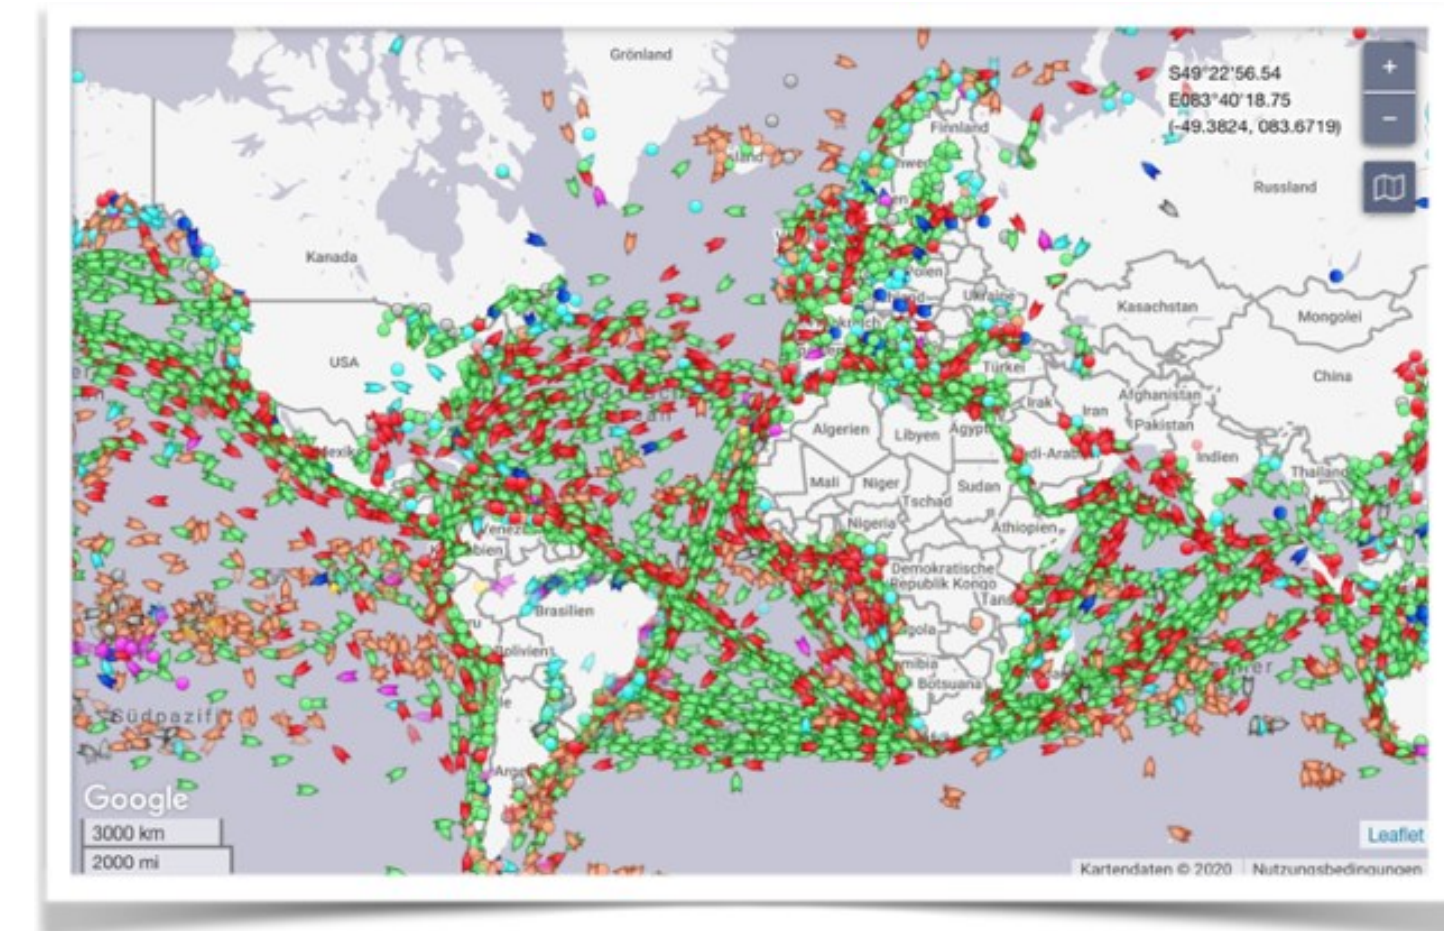 Grönland
S49°22'56.54
E083°40'18.75
(-49.3824, 083.6719)
+
−
Finnland
Russland
Kanada
Polen
Ukraine
Kasachstan
Mongolei
USA
Türkei
China
Afghanistan
Irak
Iran
Pakistan
Algerien
Libyen
Indien
Thailand
Mali
Niger
Sudan
Tschad
Nigeria
Äthiopien
Demokratische
Republik Kongo
Brasilien
Botsuana
Südpazifi
Google
3000 km
2000 mi
Leaflet
Kartendaten © 2020
Nutzungsbedingungen